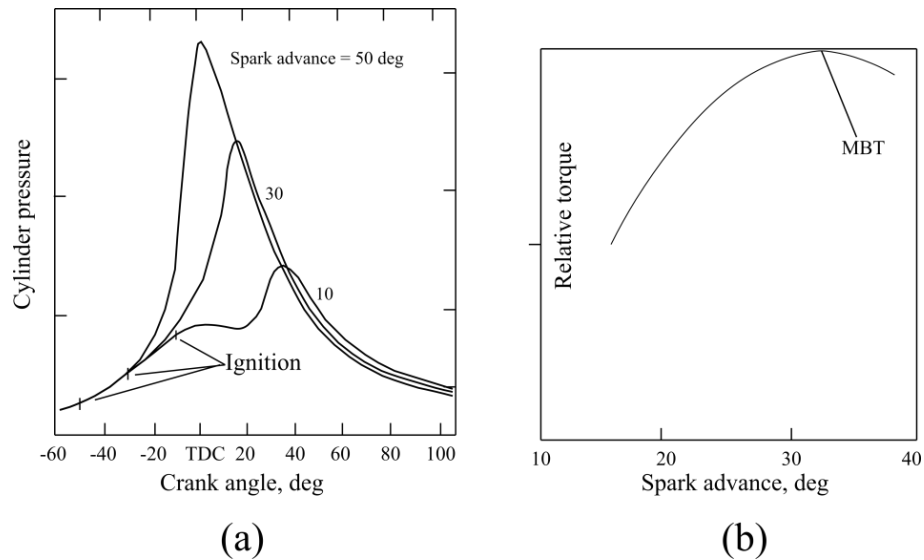 Spark advance = 50 deg
30
10
Ignition
Cylinder pressure
-60 -40 -20 TDC 20 40 60 80 100
Crank angle, deg
(a)
MBT
Relative torque
10 20 30 40
Spark advance, deg
(b)